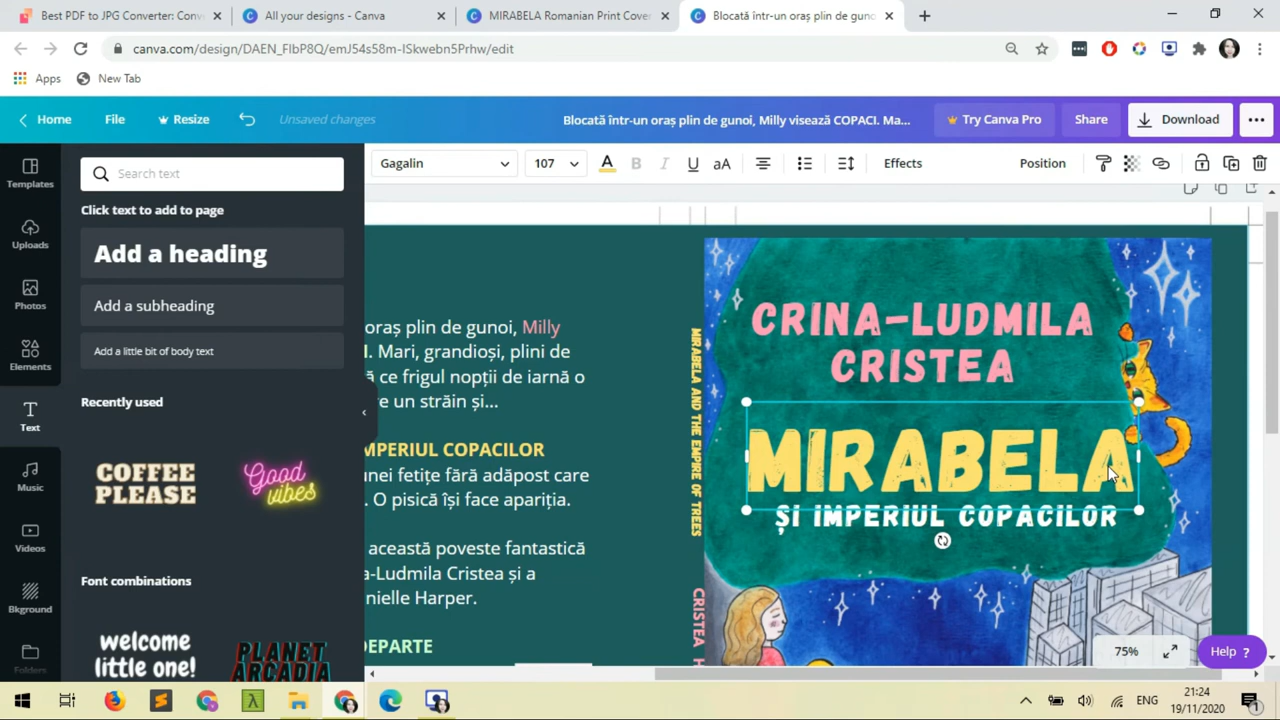 Best PDF to JPG Converter: Conv
All your designs - Canva
MIRABELA Romanian Print Cover
Blocată într-un oraș plin de guno
canva.com/design/DAEN_FIbP8Q/emJ54s58m-ISkwebn5Prhw/edit
Apps
New Tab
Home
File
Resize
Unsaved changes
Blocată într-un oraș plin de gunoi, Milly visează COPACI. Ma...
Try Canva Pro
Share
Download
Templates
Uploads
Photos
Elements
Text
Music
Videos
Bkground
Folders
Search text
Click text to add to page
Add a heading
Add a subheading
Add a little bit of body text
Recently used
COFFEE
PLEASE
Good
vibes
Font combinations
welcome
little one!
PLANET
ARCADIA
Gagalin
107
A
B
I
U
aA
Effects
Position
oraș plin de gunoi, Milly
. Mari, grandioși, plini de
ă ce frigul nopții de iarnă o
re un străin și...
IMPERIUL COPACILOR
unei fetițe fără adăpost care
. O pisică își face apariția.
această poveste fantastică
a-Ludmila Cristea și a
nielle Harper.
DEPARTE
MIRABELA AND THE EMPIRE OF TREES
CRISTEA
CRINA-LUDMILA
CRISTEA
MIRABELA
ȘI IMPERIUL COPACILOR
75%
Help ?
ENG
21:24
19/11/2020